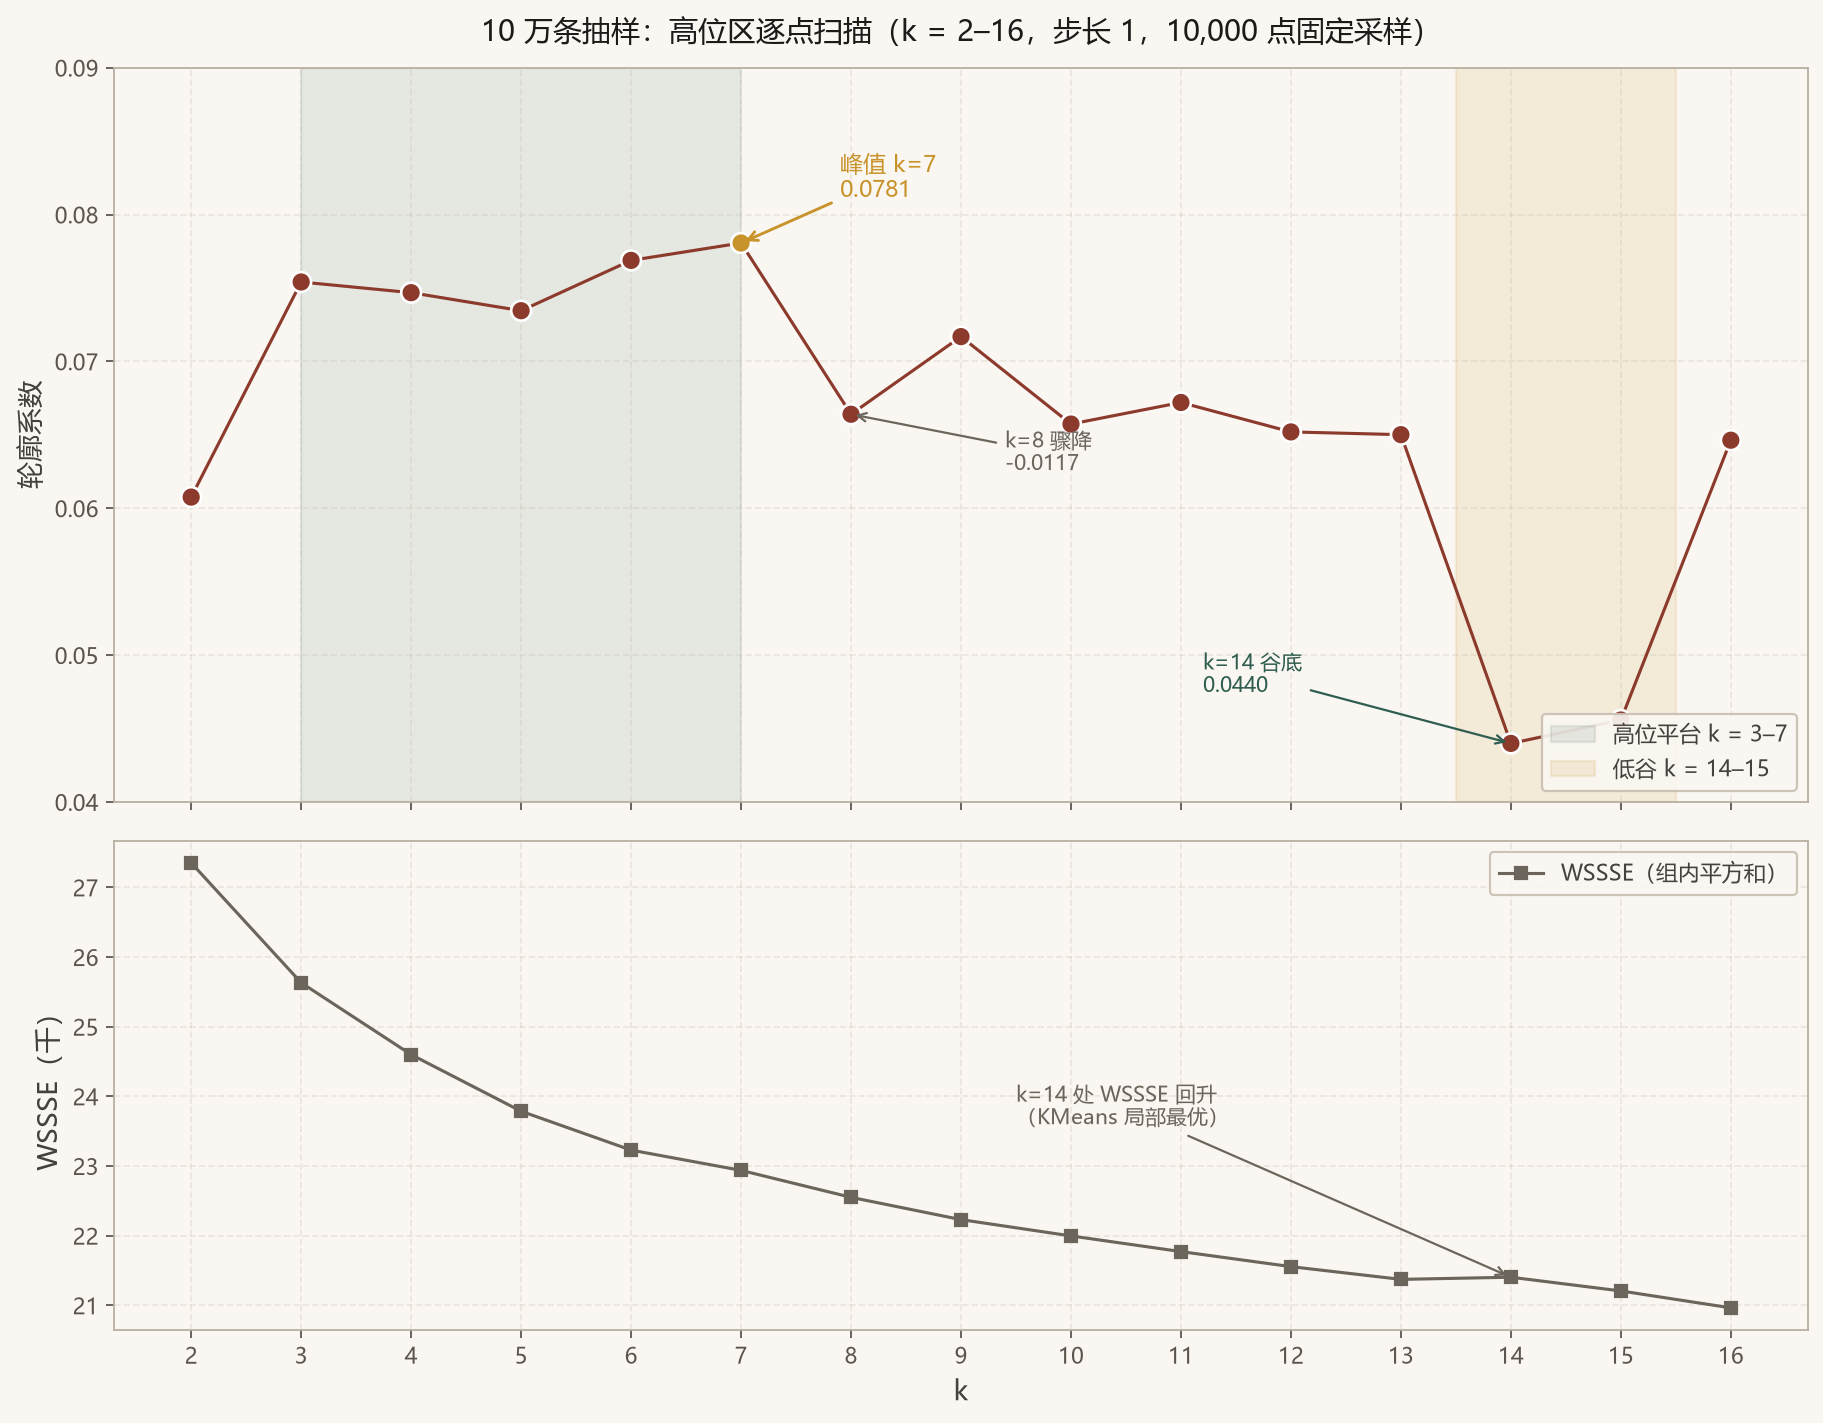 10 万条抽样：高位区逐点扫描（k = 2–16，步长 1，10,000 点固定采样）
0.09
0.08
0.07
0.06
0.05
0.04
轮廓系数
峰值 k=7
0.0781
k=8 骤降
-0.0117
k=14 谷底
0.0440
高位平台 k = 3–7
低谷 k = 14–15
27
26
25
24
23
22
21
WSSSE（千）
WSSSE（组内平方和）
k=14 处 WSSSE 回升
（KMeans 局部最优）
2 3 4 5 6 7 8 9 10 11 12 13 14 15 16
k